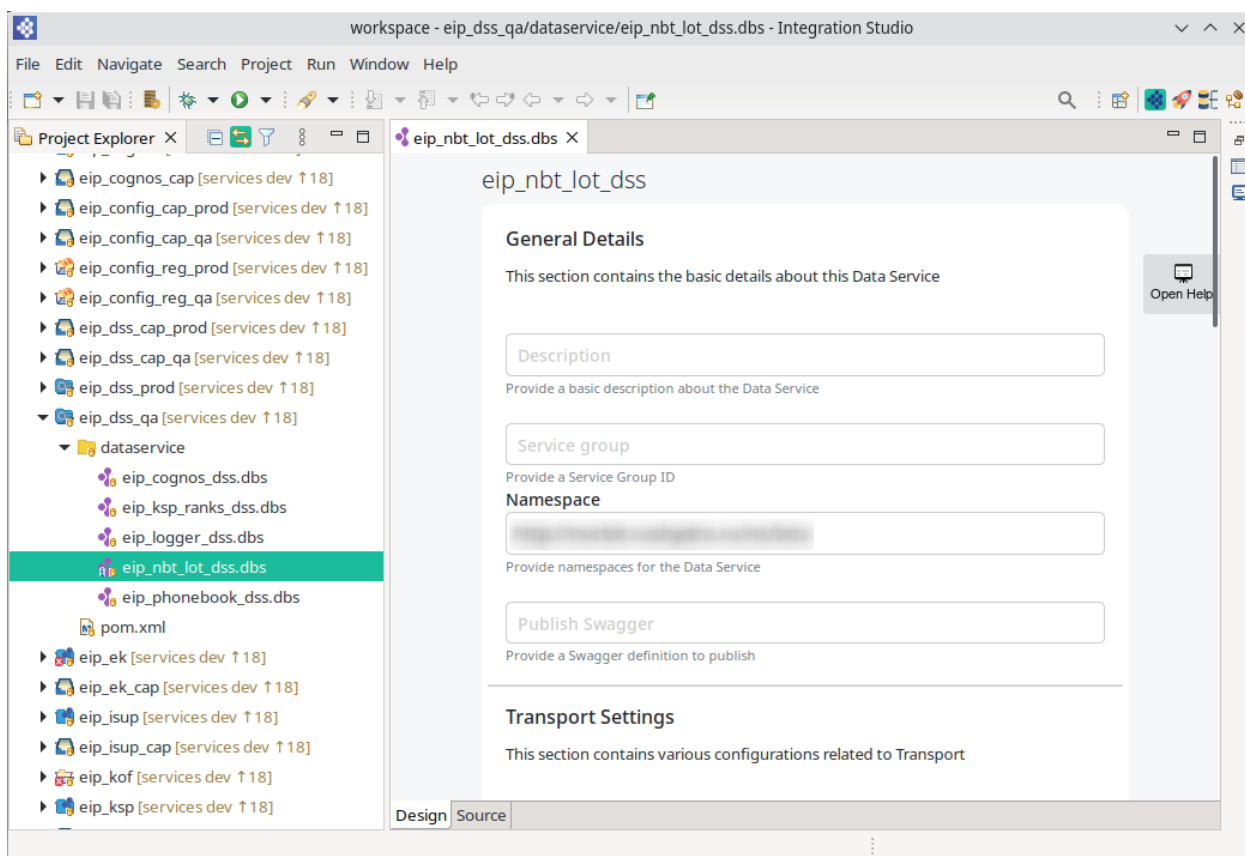 workspace - eip_dss_qa/dataservice/eip_nbt_lot_dss.dbs - Integration Studio
File Edit Navigate Search Project Run Window Help
Project Explorer
eip_cognos_cap [services dev ↑18]
eip_config_cap_prod [services dev ↑18]
eip_config_cap_qa [services dev ↑18]
eip_config_reg_prod [services dev ↑18]
eip_config_reg_qa [services dev ↑18]
eip_dss_cap_prod [services dev ↑18]
eip_dss_cap_qa [services dev ↑18]
eip_dss_prod [services dev ↑18]
eip_dss_qa [services dev ↑18]
dataservice
eip_cognos_dss.dbs
eip_ksp_ranks_dss.dbs
eip_logger_dss.dbs
eip_nbt_lot_dss.dbs
eip_phonebook_dss.dbs
pom.xml
eip_ek [services dev ↑18]
eip_ek_cap [services dev ↑18]
eip_isup [services dev ↑18]
eip_isup_cap [services dev ↑18]
eip_kof [services dev ↑18]
eip_ksp [services dev ↑18]
eip_nbt_lot_dss.dbs
eip_nbt_lot_dss
General Details
This section contains the basic details about this Data Service
Open Help
Description
Provide a basic description about the Data Service
Service group
Provide a Service Group ID
Namespace
Provide namespaces for the Data Service
Publish Swagger
Provide a Swagger definition to publish
Transport Settings
This section contains various configurations related to Transport
Design Source